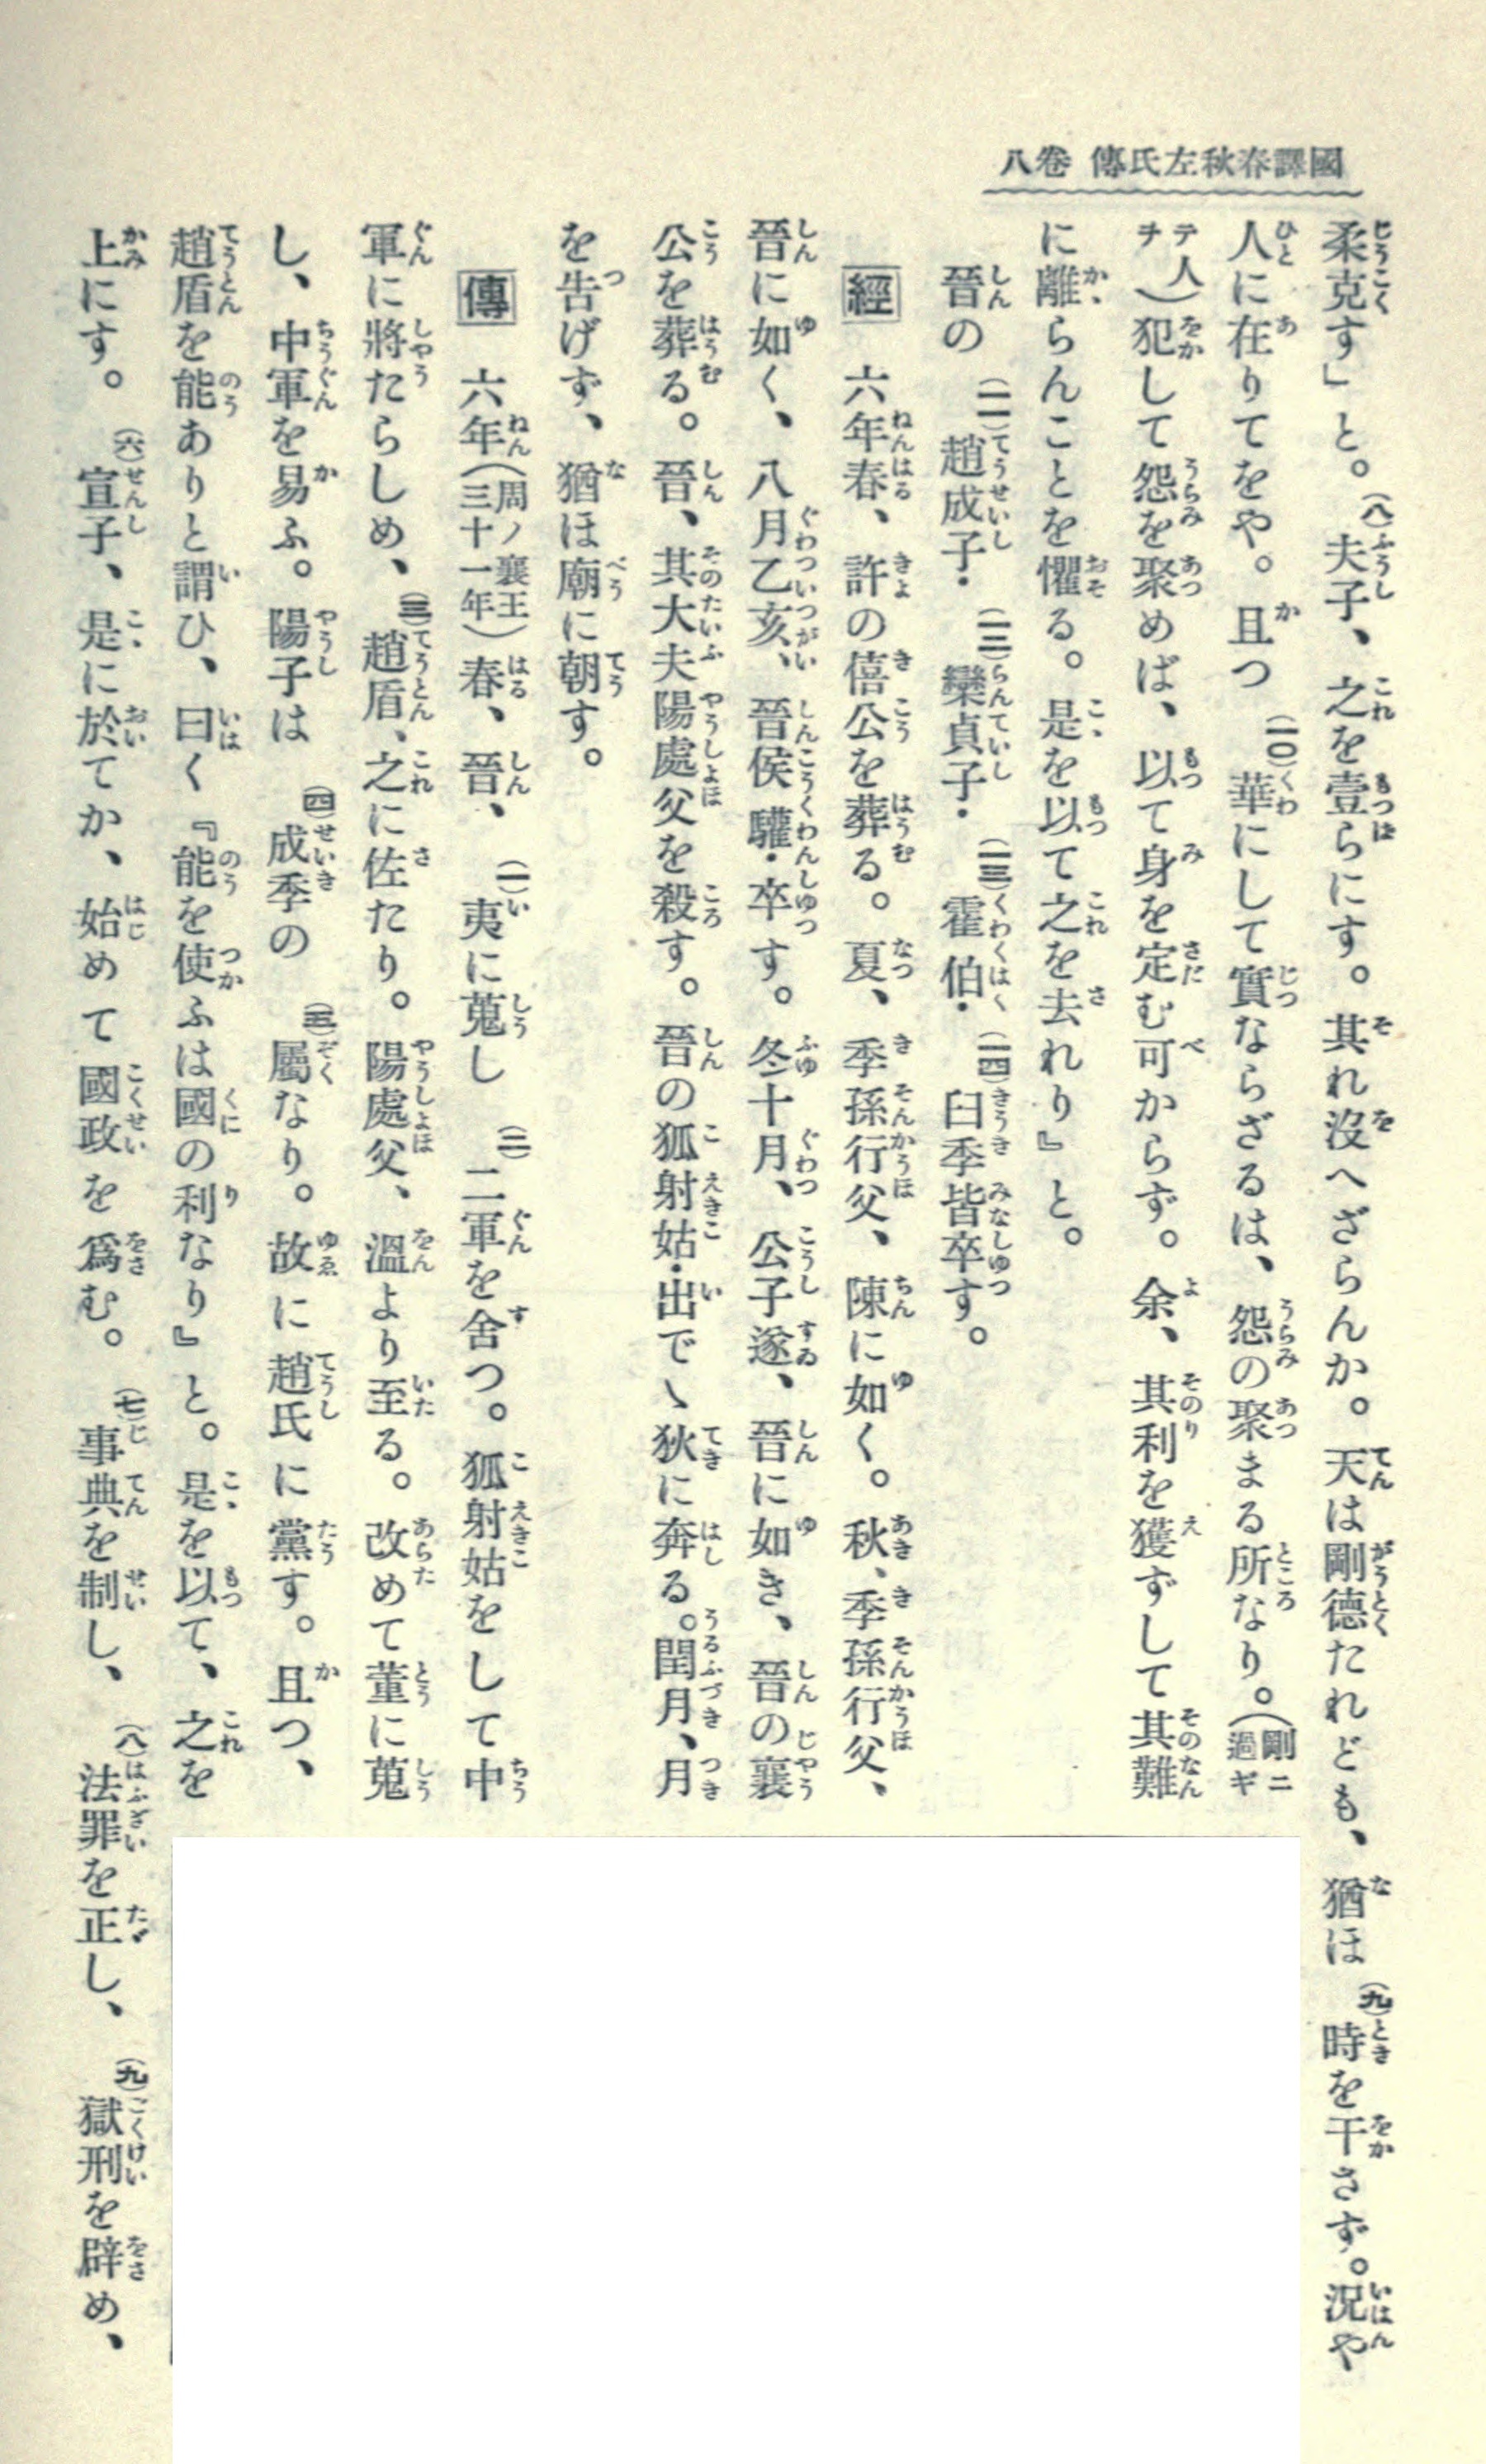 國譯春秋左氏傳 卷八
柔克す」と。(八)夫子、之を壹らにす。其れ沒へざらんか。天は剛德たれども、猶ほ(九)時を干さず。況や
人に在りてをや。且つ(一〇)華にして實ならざるは、怨の聚まる所なり。(剛ニ過ギ
テ人チ)犯して怨を聚めば、以て身を定む可からず。余、其利を獲ずして其難
に離らんことを懼る。是を以て之を去れり』と。
晉の(一一)趙成子・(一二)欒貞子・(一三)霍伯・(一四)臼季皆卒す。
經 六年春、許の僖公を葬る。夏、季孫行父、陳に如く。秋、季孫行父、
晉に如く、八月乙亥、晉侯驩・卒す。冬十月、公子遂、晉に如き、晉の襄
公を葬る。晉、其大夫陽處父を殺す。晉の狐射姑・出でゝ狄に奔る。閏月、月
を告げず、猶ほ廟に朝す。
傳 六年(周ノ襄王三十一年)春、晉、(一)夷に蒐し(二)二軍を舍つ。狐射姑をして中
軍に將たらしめ、(三)趙盾、之に佐たり。陽處父、溫より至る。改めて董に蒐
し、中軍を易ふ。陽子は(四)成季の(五)屬なり。故に趙氏に黨す。且つ、
趙盾を能ありと謂ひ、曰く『能を使ふは國の利なり』と。是を以て、之を
上にす。(六)宣子、是に於てか、始めて國政を爲む。(七)事典を制し、(八)法罪を正し、(九)獄刑を辟め、